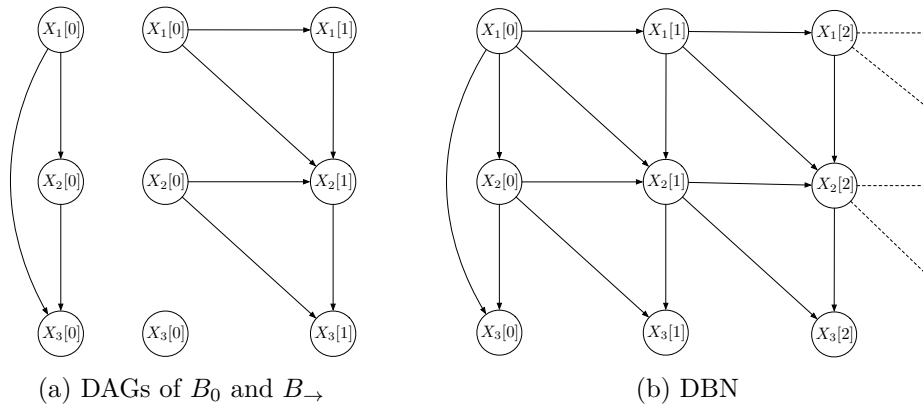 X₁[0] X₁[0] X₁[1] X₁[0] X₁[1] X₁[2]
X₂[0] X₂[0] X₂[1] X₂[0] X₂[1] X₂[2]
X₃[0] X₃[0] X₃[1] X₃[0] X₃[1] X₃[2]
(a) DAGs of B₀ and B→ (b) DBN